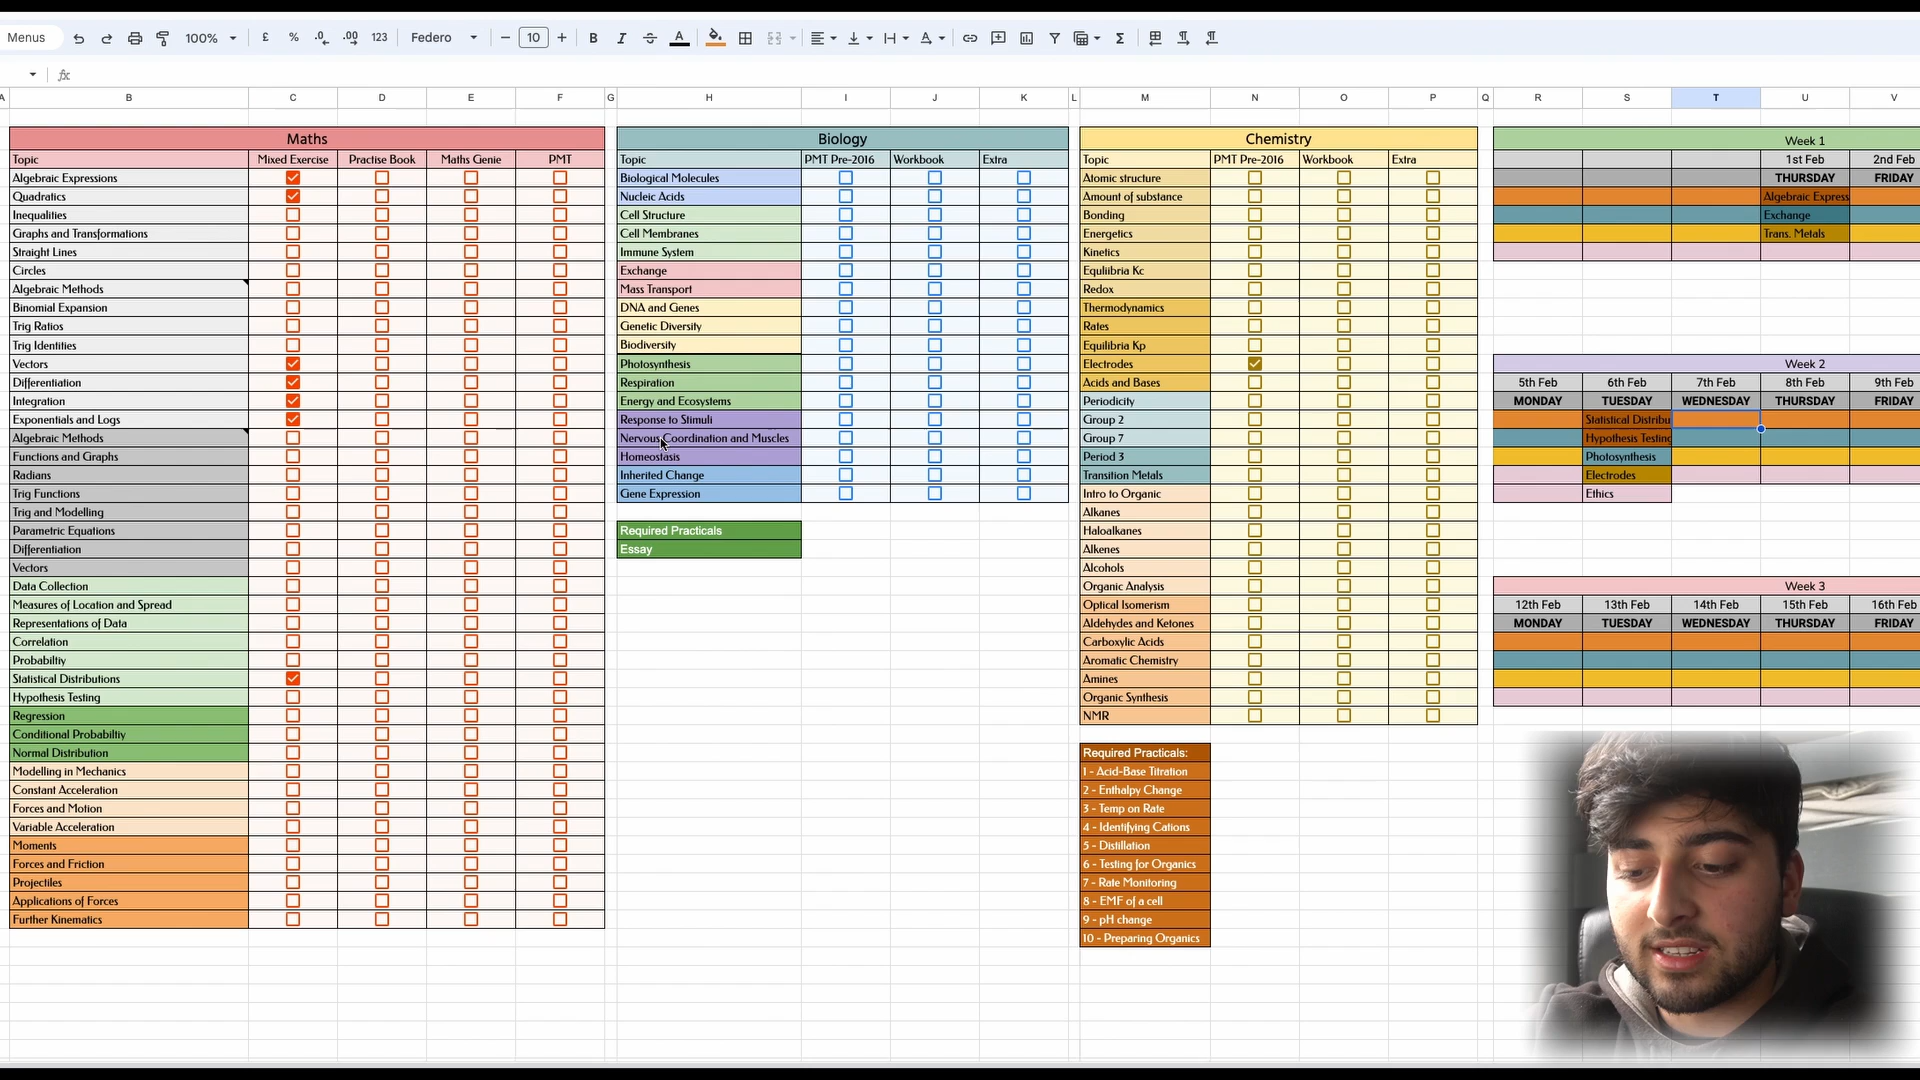 Menus 100% £ % .0 .00 123 Federo 10 B I A
fx
A B C D E F G H I J K L M N O P Q R S T U V
Maths
Topic Mixed Exercise Practise Book Maths Genie PMT
Algebraic Expressions
Quadratics
Inequalities
Graphs and Transformations
Straight Lines
Circles
Algebraic Methods
Binomial Expansion
Trig Ratios
Trig Identities
Vectors
Differentiation
Integration
Exponentials and Logs
Algebraic Methods
Functions and Graphs
Radians
Trig Functions
Trig and Modelling
Parametric Equations
Differentiation
Vectors
Data Collection
Measures of Location and Spread
Representations of Data
Correlation
Probabiltiy
Statistical Distributions
Hypothesis Testing
Regression
Conditional Probabiltiy
Normal Distribution
Modelling in Mechanics
Constant Acceleration
Forces and Motion
Variable Acceleration
Moments
Forces and Friction
Projectiles
Applications of Forces
Further Kinematics
Biology
Topic PMT Pre-2016 Workbook Extra
Biological Molecules
Nucleic Acids
Cell Structure
Cell Membranes
Immune System
Exchange
Mass Transport
DNA and Genes
Genetic Diversity
Biodiversity
Photosynthesis
Respiration
Energy and Ecosystems
Response to Stimuli
Nervous Coordination and Muscles
Homeostasis
Inherited Change
Gene Expression
Required Practicals
Essay
Chemistry
Topic PMT Pre-2016 Workbook Extra
Atomic structure
Amount of substance
Bonding
Energetics
Kinetics
Equliibria Kc
Redox
Thermodynamics
Rates
Equilibria Kp
Electrodes
Acids and Bases
Periodicity
Group 2
Group 7
Period 3
Transition Metals
Intro to Organic
Alkanes
Haloalkanes
Alkenes
Alcohols
Organic Analysis
Optical Isomerism
Aldehydes and Ketones
Carboxylic Acids
Aromatic Chemistry
Amines
Organic Synthesis
NMR
Required Practicals:
1 - Acid-Base Titration
2 - Enthalpy Change
3 - Temp on Rate
4 - Identifying Cations
5 - Distillation
6 - Testing for Organics
7 - Rate Monitoring
8 - EMF of a cell
9 - pH change
10 - Preparing Organics
Week 1
1st Feb 2nd Feb
THURSDAY FRIDAY
Algebraic Express
Exchange
Trans. Metals
Week 2
5th Feb 6th Feb 7th Feb 8th Feb 9th Feb
MONDAY TUESDAY WEDNESDAY THURSDAY FRIDAY
Statistical Distribu
Hypothesis Testing
Photosynthesis
Electrodes
Ethics
Week 3
12th Feb 13th Feb 14th Feb 15th Feb 16th Feb
MONDAY TUESDAY WEDNESDAY THURSDAY FRIDAY